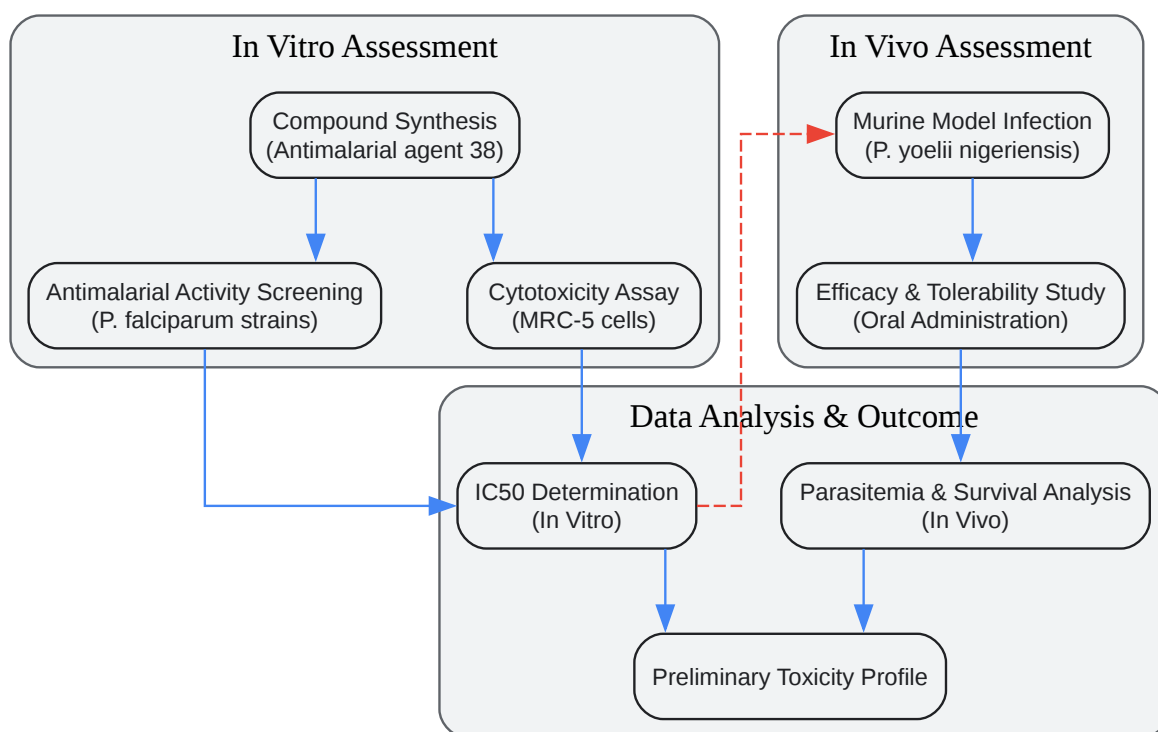 In Vitro Assessment
Compound Synthesis
(Antimalarial agent 38)
Antimalarial Activity Screening
(P. falciparum strains)
Cytotoxicity Assay
(MRC-5 cells)
In Vivo Assessment
Murine Model Infection
(P. yoelii nigeriensis)
Efficacy & Tolerability Study
(Oral Administration)
Data Analysis & Outcome
IC50 Determination
(In Vitro)
Parasitemia & Survival Analysis
(In Vivo)
Preliminary Toxicity Profile